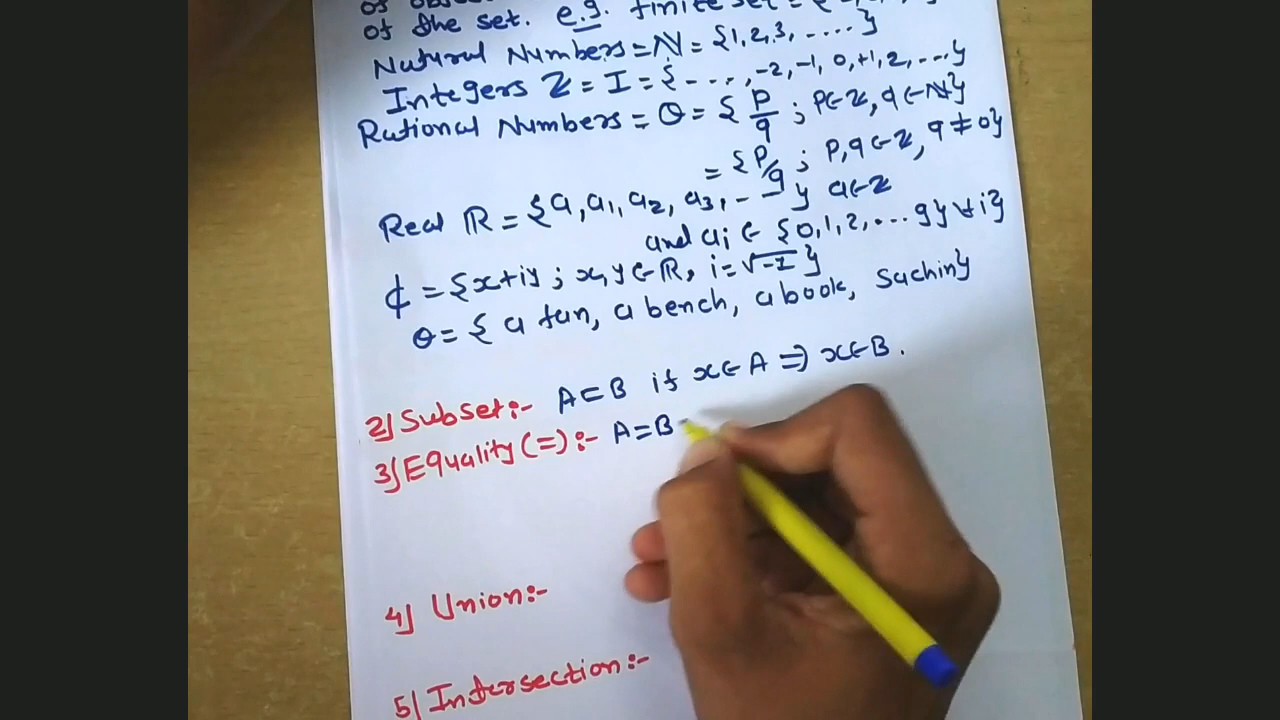 of the set. e.g. finite set = {
Natural Numbers = N = {1, 2, 3, .....}
Integers Z = I = {- ..., -2, -1, 0, +1, 2, ....}
Rational Numbers = Q = { p/q ; p∈Z, q∈N}
= {p/q ; p, q∈Z, q ≠ 0}
Real ℝ = {a, a1, a2, a3, - - } a∈Z
and ai ∈ {0, 1, 2, ... 9} ∀ i}
₵ = {x+iy ; x, y∈ℝ, i = √-1 }
Q = { a fan, a bench, a book, Sachin}
2) Subset:- A⊂B if x∈A ⇒ x∈B.
3) Equality (=) :- A=B
4) Union:-
5) Intersection:-